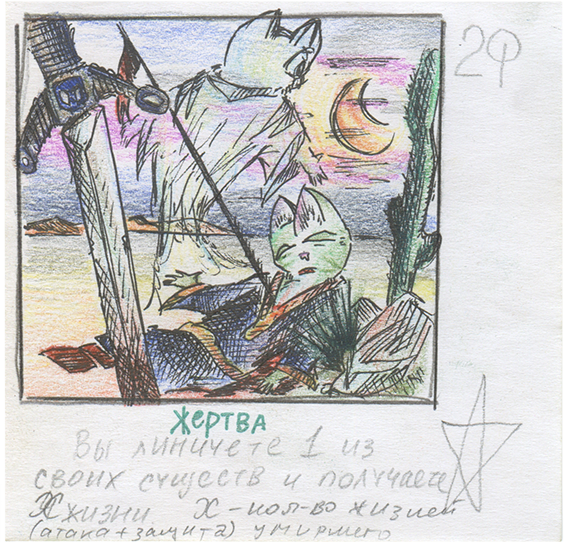 2Ф
Жертва
Вы линичете 1 из
своих существ и получаете
X жизни X - кол-во жизней
(атака + защита) умиршего